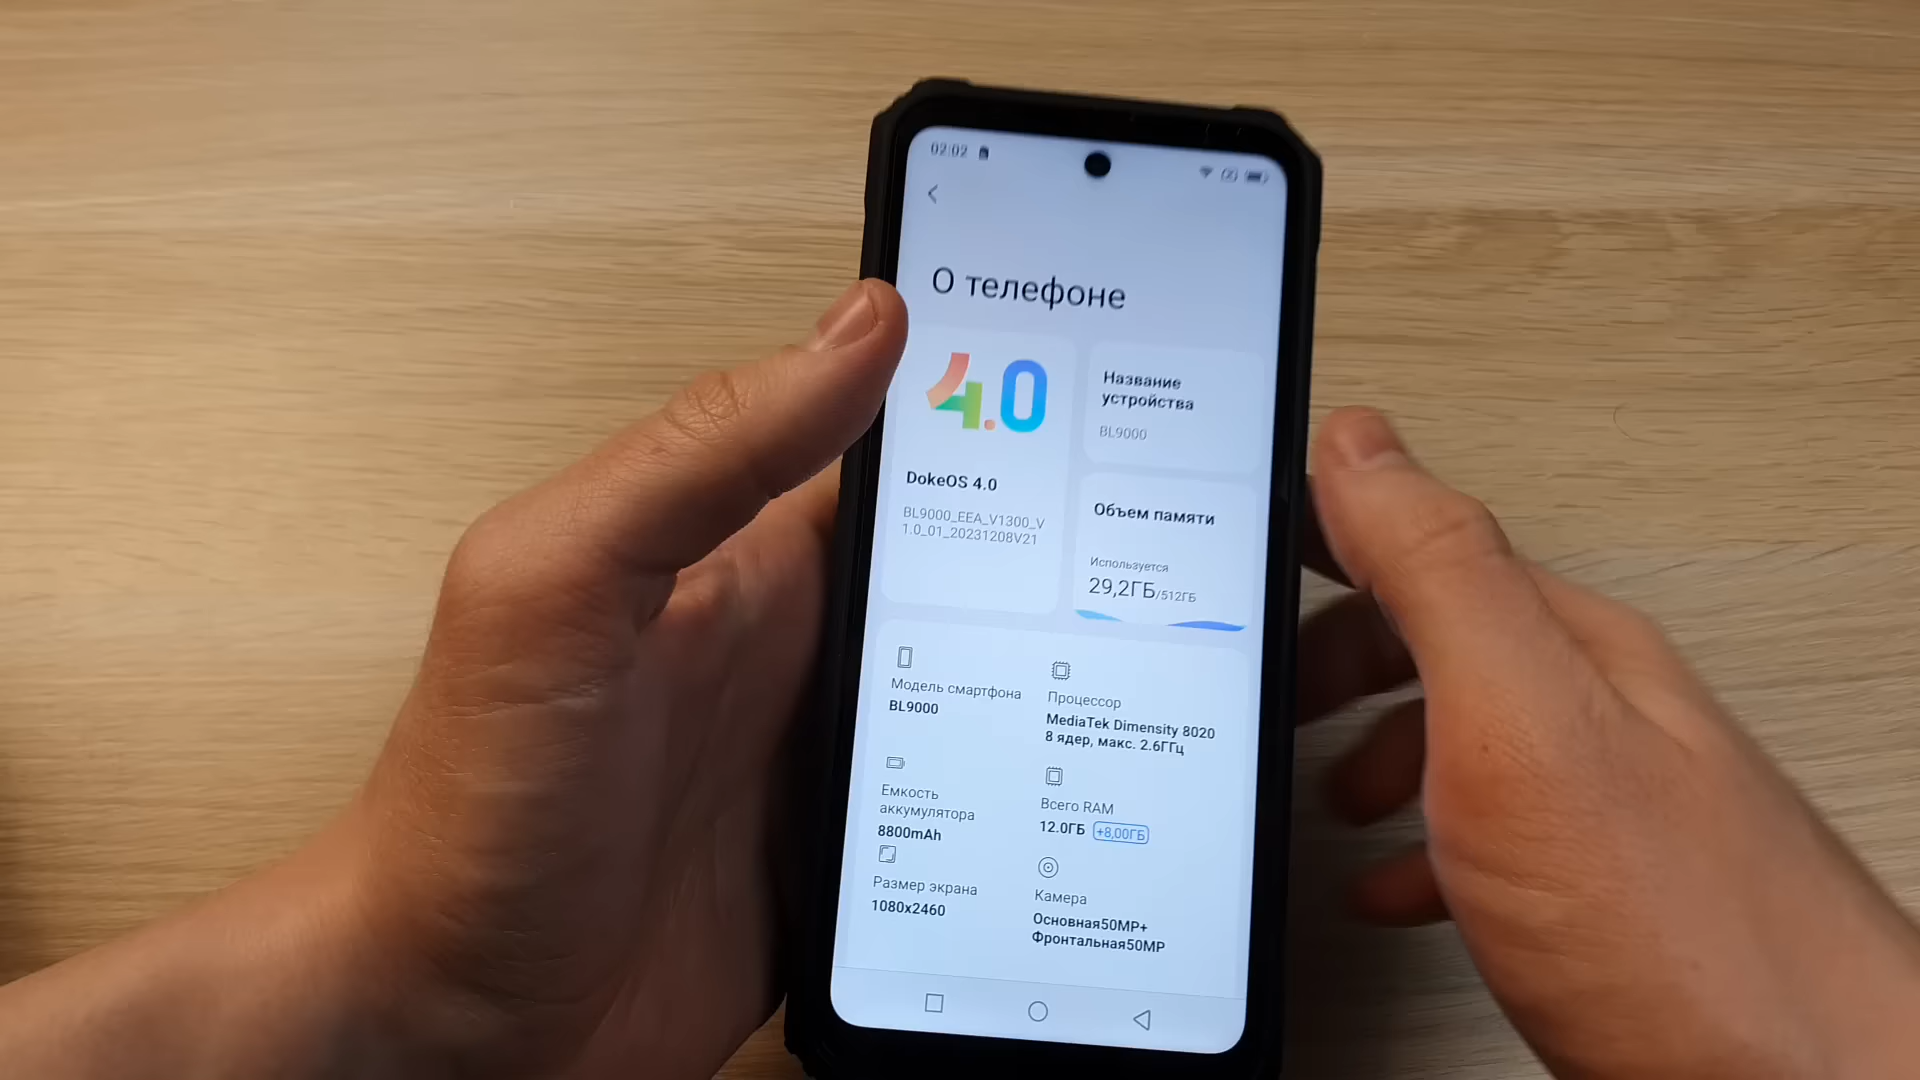 02:02
О телефоне
4.0
DokeOS 4.0
BL9000_EEA_V1300_V
1.0_01_20231208V21
Название
устройства
BL9000
Объем памяти
Используется
29,2ГБ/512ГБ
Модель смартфона
BL9000
Процессор
MediaTek Dimensity 8020
8 ядер, макс. 2.6ГГц
Емкость
аккумулятора
8800mAh
Всего RAM
12.0ГБ +8,00ГБ
Размер экрана
1080x2460
Камера
Основная50MP+
Фронтальная50MP